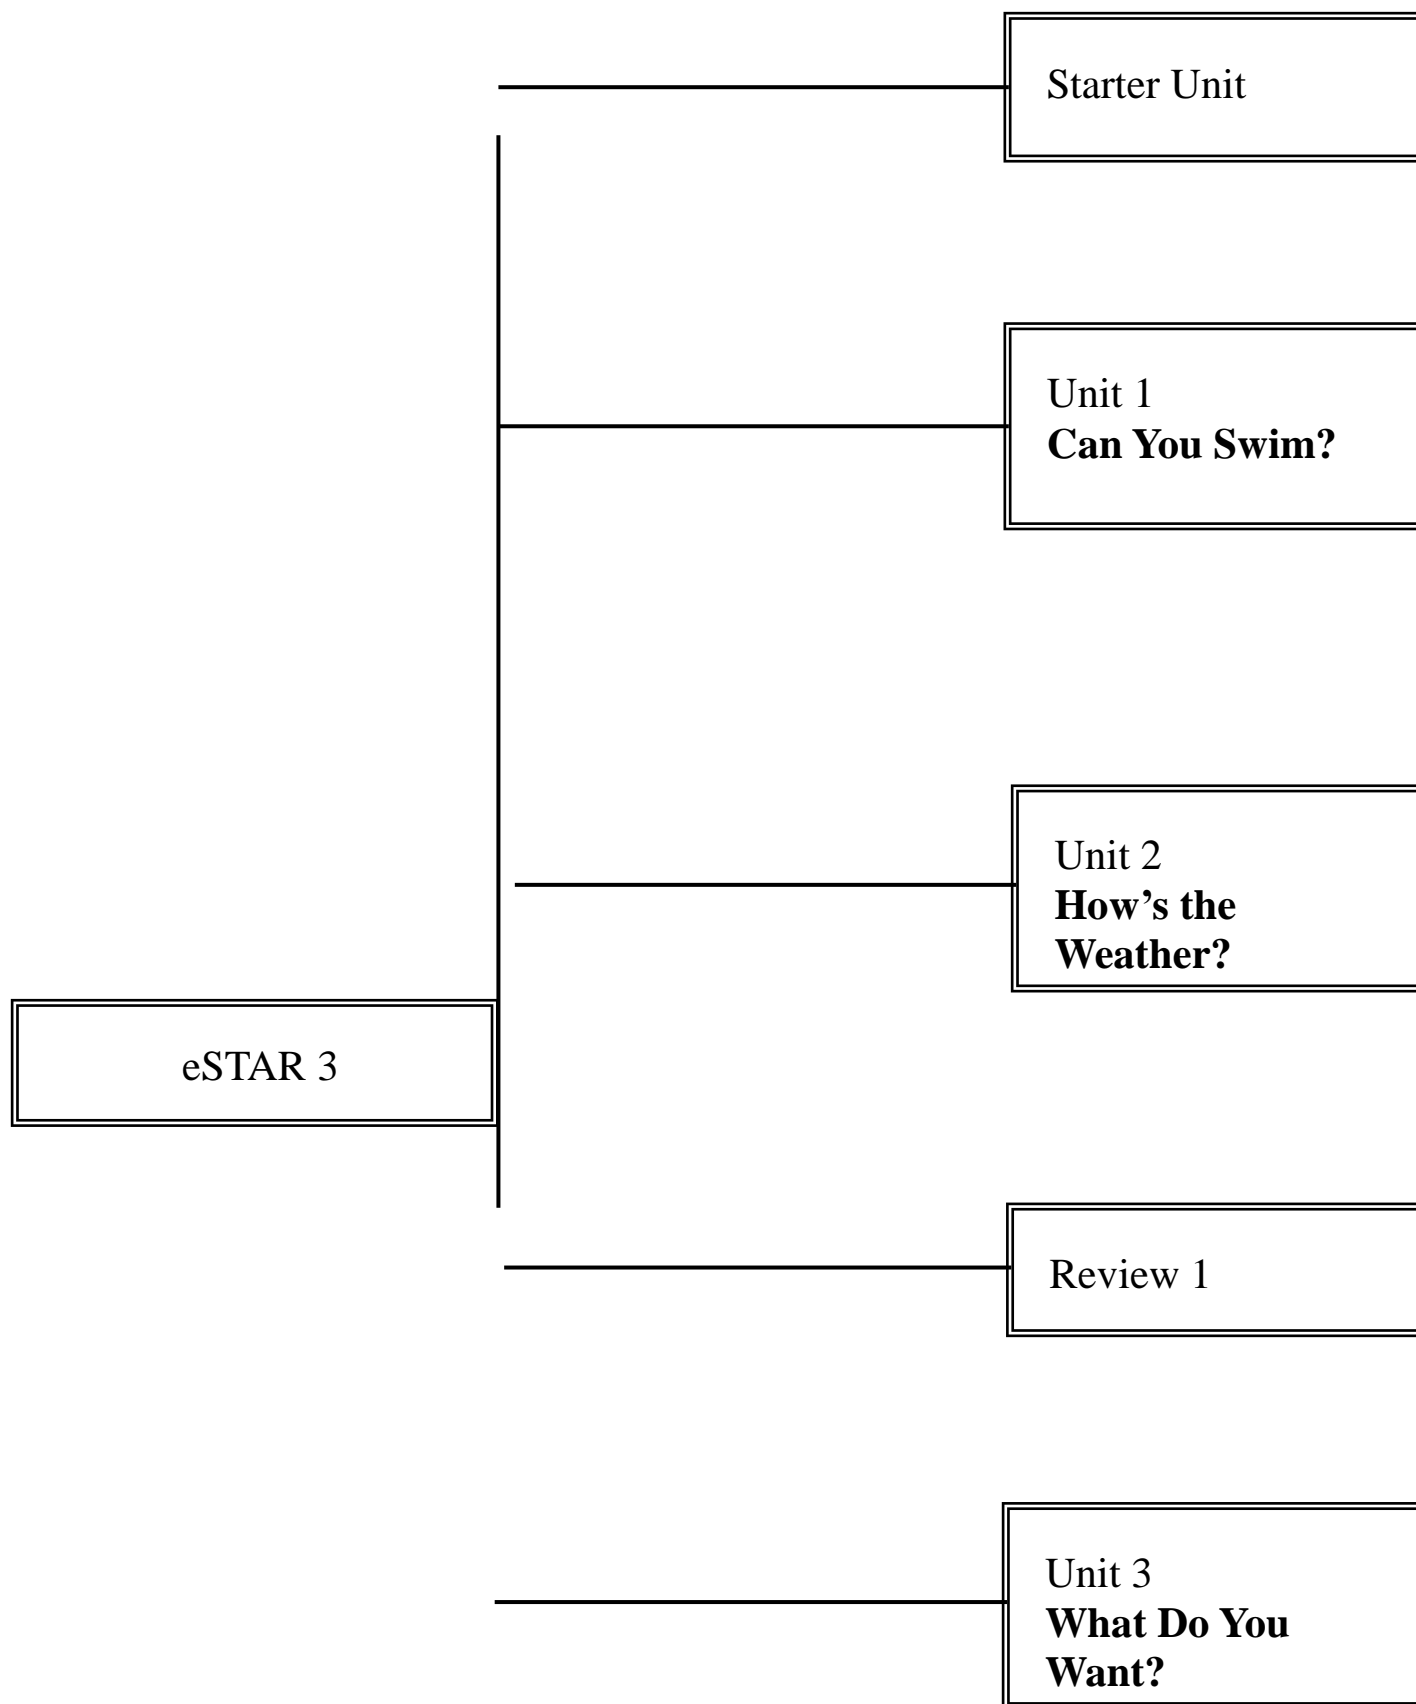 Starter Unit
Unit 1
Can You Swim?
Unit 2
How’s the
Weather?
eSTAR 3
Review 1
Unit 3
What Do You
Want?